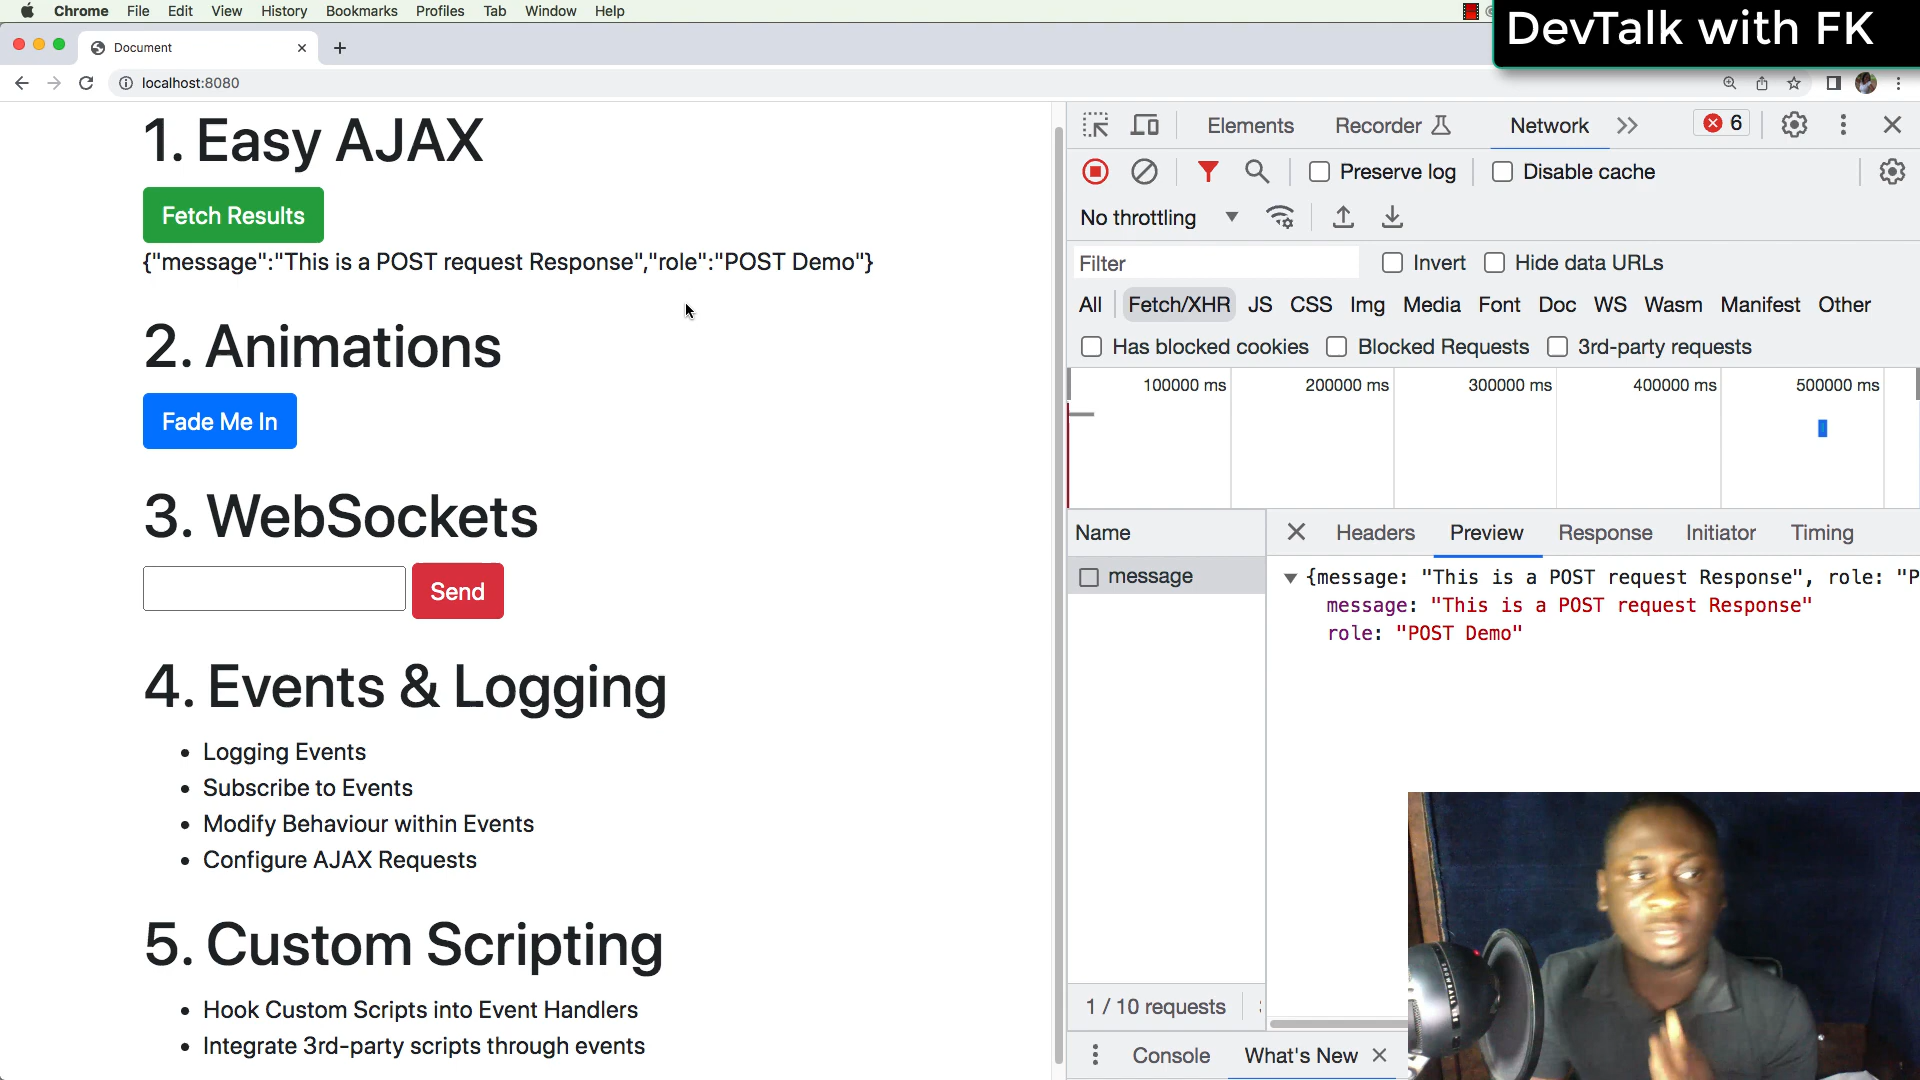 Chrome File Edit View History Bookmarks Profiles Tab Window Help
DevTalk with FK
Document
localhost:8080
1. Easy AJAX
Fetch Results
{"message":"This is a POST request Response","role":"POST Demo"}
2. Animations
Fade Me In
3. WebSockets
Send
4. Events & Logging
• Logging Events
• Subscribe to Events
• Modify Behaviour within Events
• Configure AJAX Requests
5. Custom Scripting
• Hook Custom Scripts into Event Handlers
• Integrate 3rd-party scripts through events
Elements Recorder Network 6
Preserve log Disable cache
No throttling
Filter Invert Hide data URLs
All Fetch/XHR JS CSS Img Media Font Doc WS Wasm Manifest Other
Has blocked cookies Blocked Requests 3rd-party requests
100000 ms 200000 ms 300000 ms 400000 ms 500000 ms
Name Headers Preview Response Initiator Timing
message
{message: "This is a POST request Response", role: "P
message: "This is a POST request Response"
role: "POST Demo"
1 / 10 requests
Console What's New